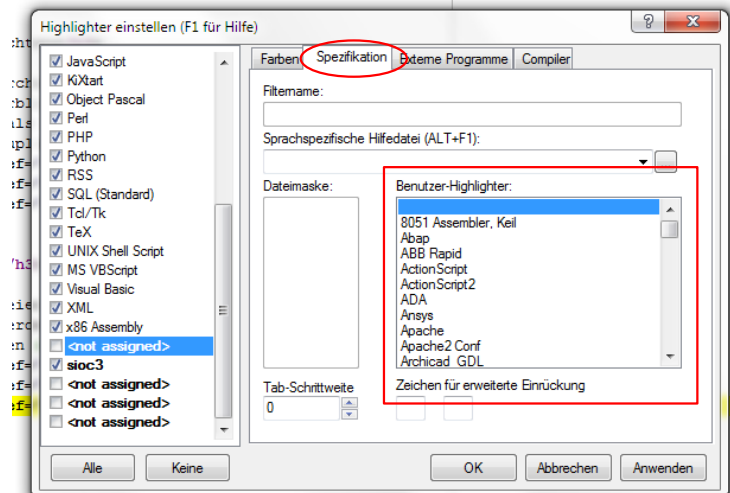 Highlighter einstellen (F1 für Hilfe)
JavaScript
KiXtart
Object Pascal
Perl
PHP
Python
RSS
SQL (Standard)
Tcl/Tk
TeX
UNIX Shell Script
MS VBScript
Visual Basic
XML
x86 Assembly
<not assigned>
sioc3
<not assigned>
<not assigned>
<not assigned>
Alle
Keine
Farben
Spezifikation
Externe Programme
Compiler
Filtername:
Sprachspezifische Hilfedatei (ALT+F1):
...
Dateimaske:
Benutzer-Highlighter:
8051 Assembler, Keil
Abap
ABB Rapid
ActionScript
ActionScript2
ADA
Ansys
Apache
Apache2 Conf
Archicad GDL
Tab-Schrittweite
0
Zeichen für erweiterte Einrückung
OK
Abbrechen
Anwenden